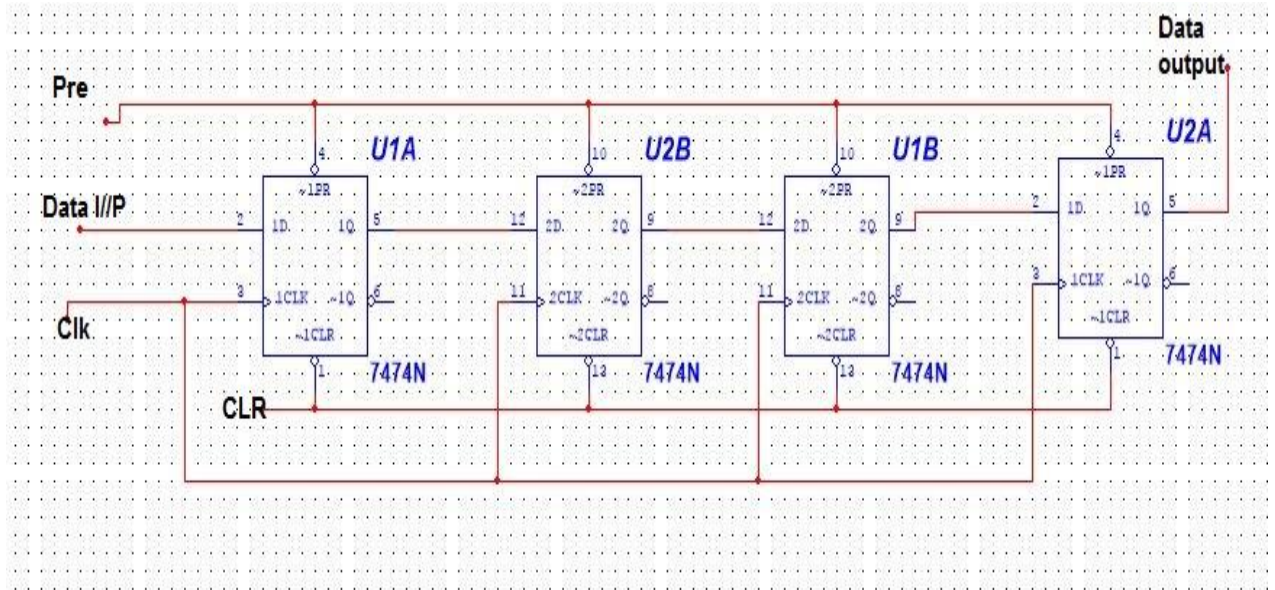 Data
output
Pre
4
U1A
10
U2B
10
U1B
4
U2A
~1PR
~2PR
~2PR
~1PR
Data I//P
2
1D
1Q
5
12
2D
2Q
9
12
2D
2Q
9
2
1D
1Q
5
Clk
3
1CLK
~1Q
6
11
2CLK
~2Q
8
11
2CLK
~2Q
8
3
1CLK
~1Q
6
~1CLR
~2CLR
~2CLR
~1CLR
1
7474N
13
7474N
13
7474N
1
7474N
CLR